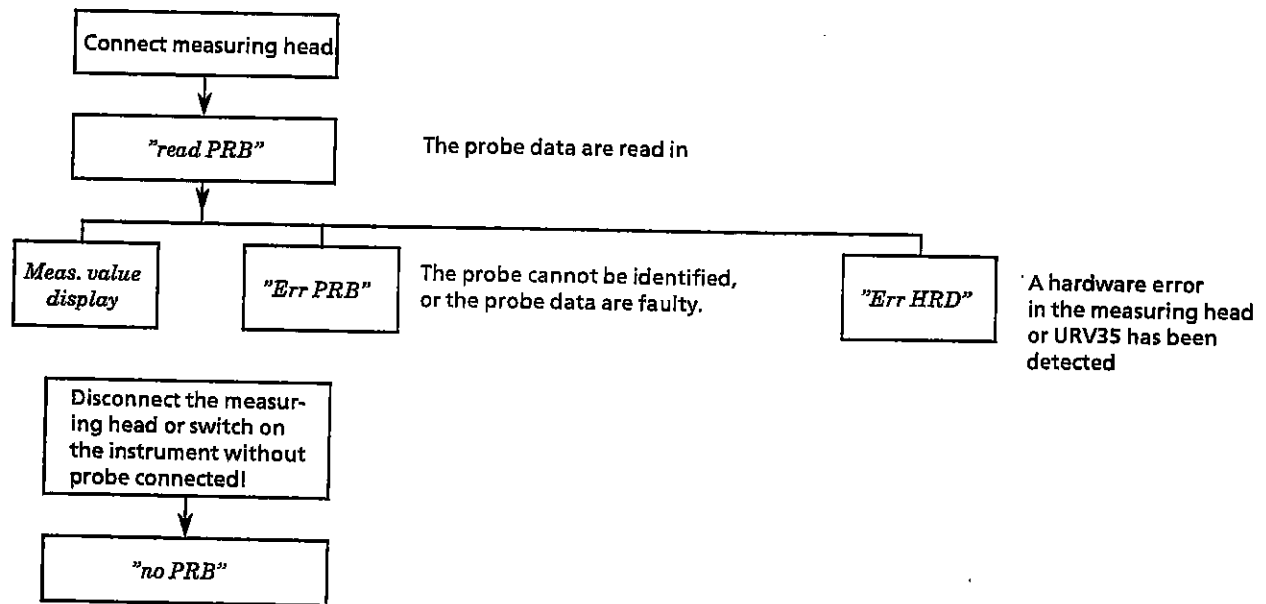 Connect measuring head
"read PRB"
The probe data are read in
Meas. value
display
"Err PRB"
The probe cannot be identified,
or the probe data are faulty.
"Err HRD"
A hardware error
in the measuring head
or URV35 has been
detected
Disconnect the measur-
ing head or switch on
the instrument without
probe connected!
"no PRB"